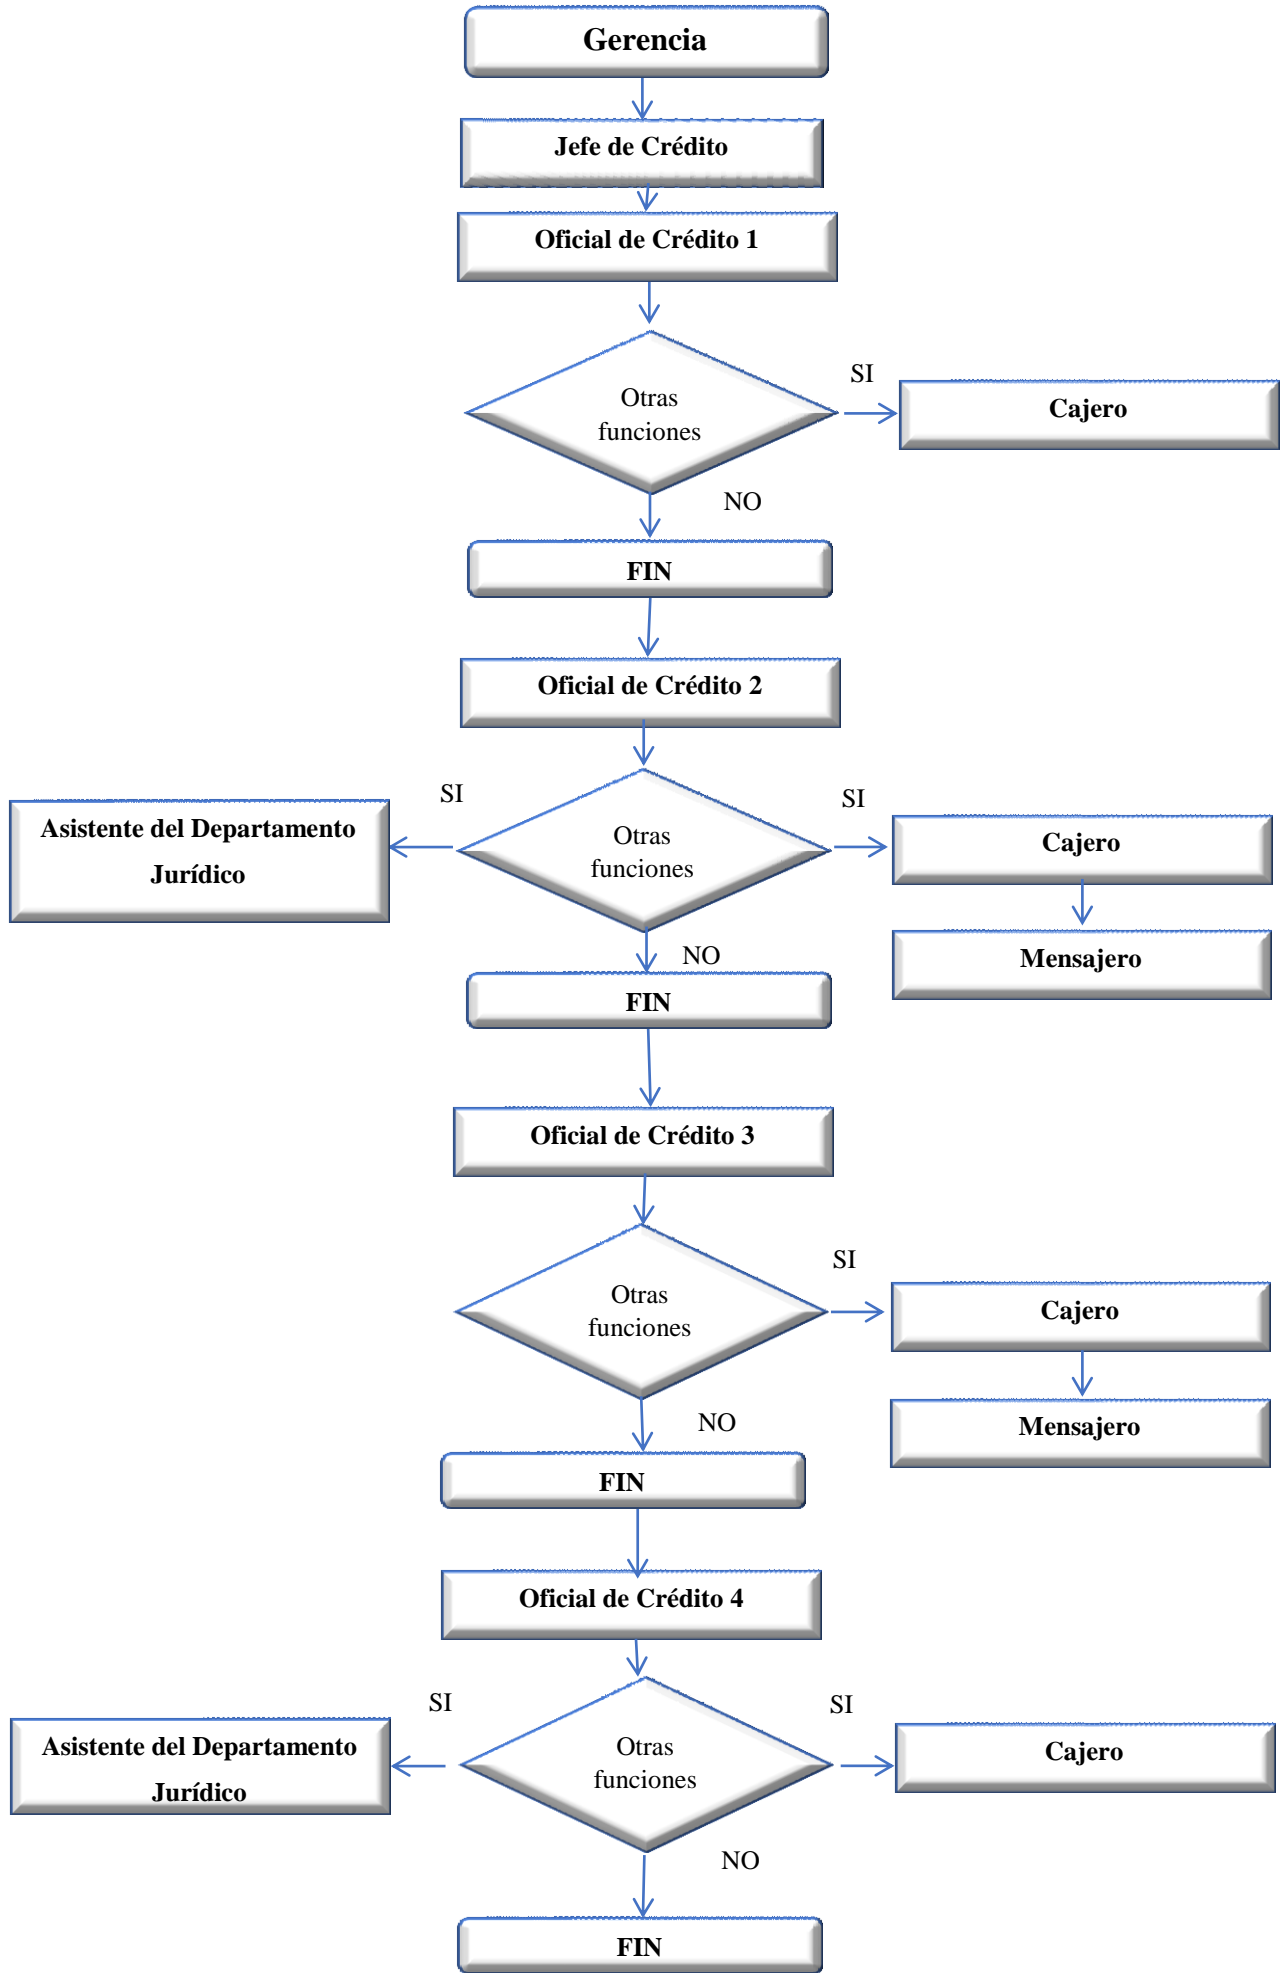 Gerencia
Jefe de Crédito
Oficial de Crédito 1
Otras
funciones
SI
Cajero
NO
FIN
Oficial de Crédito 2
SI
Asistente del Departamento
Jurídico
Otras
funciones
SI
Cajero
Mensajero
NO
FIN
Oficial de Crédito 3
Otras
funciones
SI
Cajero
Mensajero
NO
FIN
Oficial de Crédito 4
SI
Asistente del Departamento
Jurídico
Otras
funciones
SI
Cajero
NO
FIN